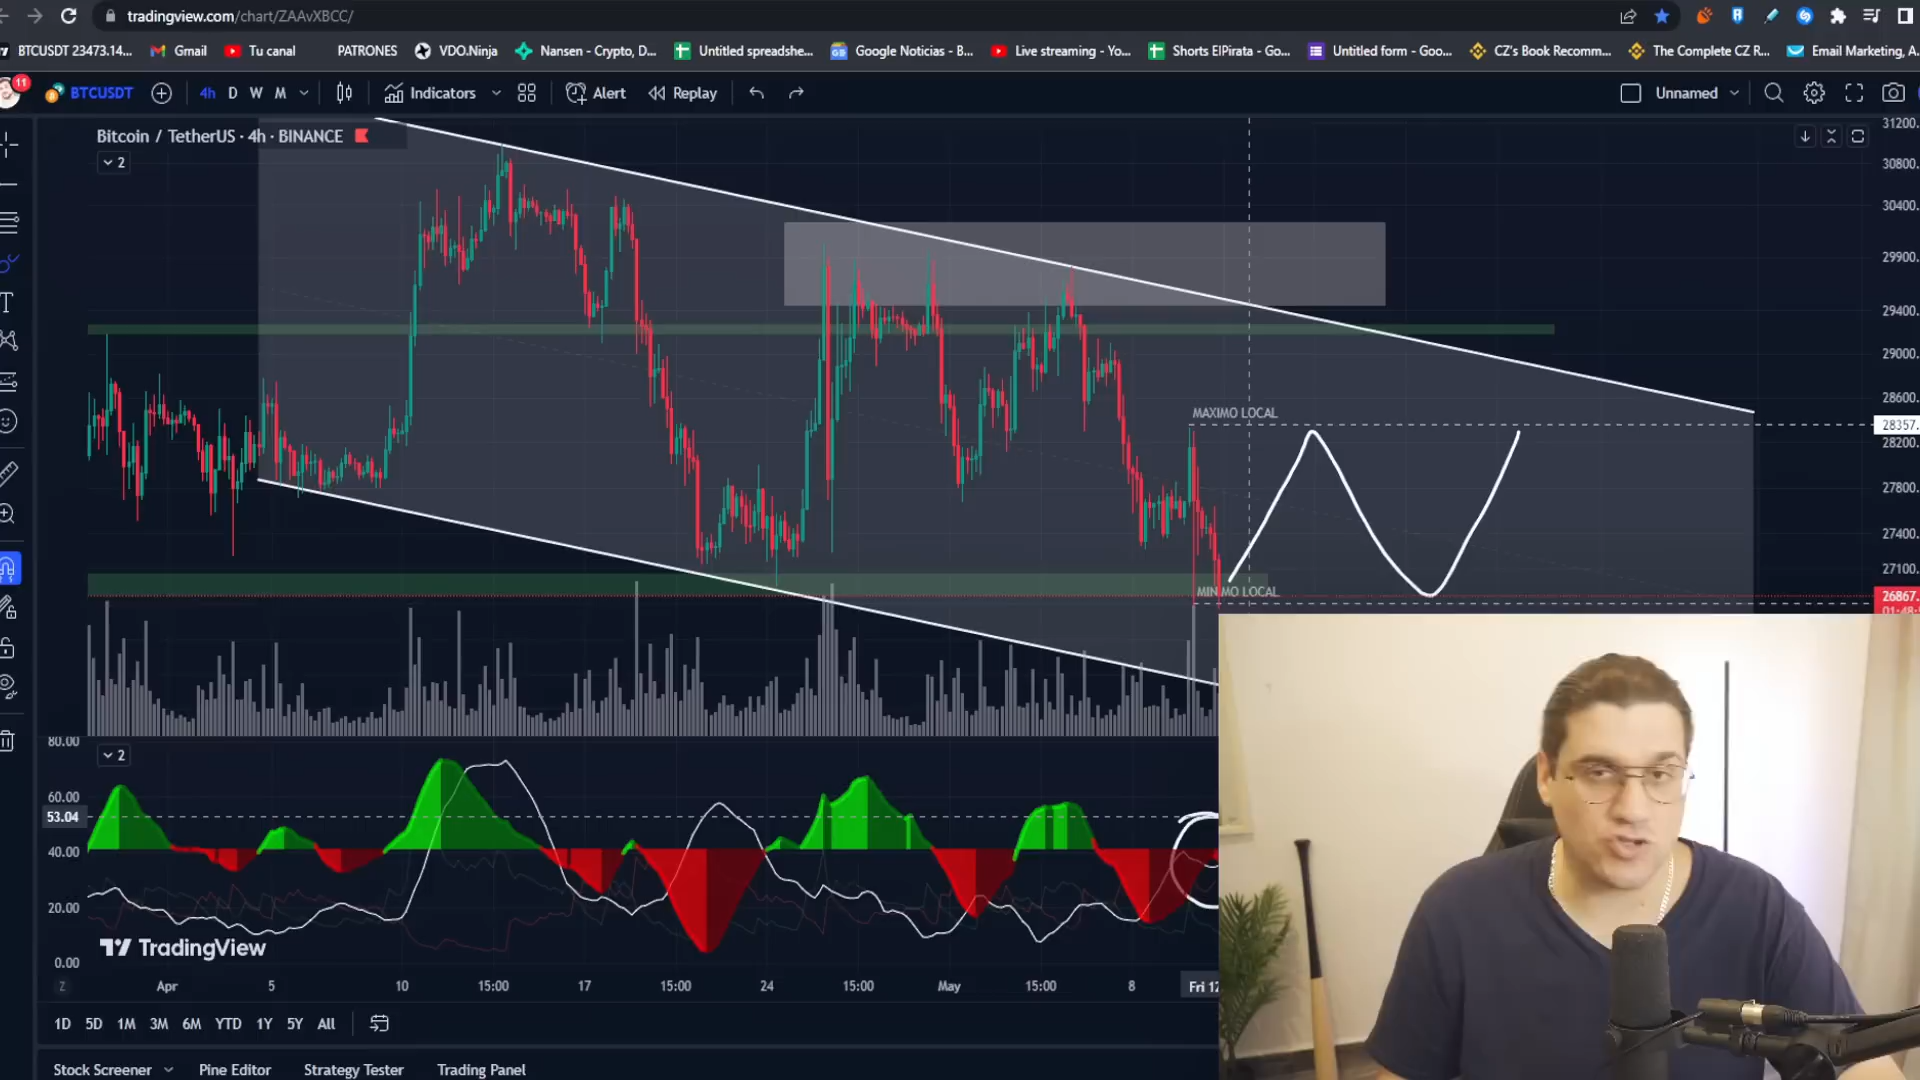 tradingview.com/chart/ZAAvXBCC/
BTCUSDT 23473.14... Gmail Tu canal PATRONES VDO.Ninja Nansen - Crypto, D... Untitled spreadshe... Google Noticias - B... Live streaming - Yo... Shorts ElPirata - Go... Untitled form - Goo... CZ's Book Recomm... The Complete CZ R... Email Marketing, A
11
BTCUSDT 4h D W M Indicators Alert Replay Unnamed
Bitcoin / TetherUS · 4h · BINANCE
2
31200.
30800.
30400.
29900.
29400.
29000.
28600.
MAXIMO LOCAL
28357.
28200.
27800.
27400.
27100.
MINIMO LOCAL
26867.
80.00
2
60.00
53.04
40.00
20.00
TradingView
0.00
Z Apr 5 10 15:00 17 15:00 24 15:00 May 15:00 8 Fri 12
1D 5D 1M 3M 6M YTD 1Y 5Y All
Stock Screener Pine Editor Strategy Tester Trading Panel